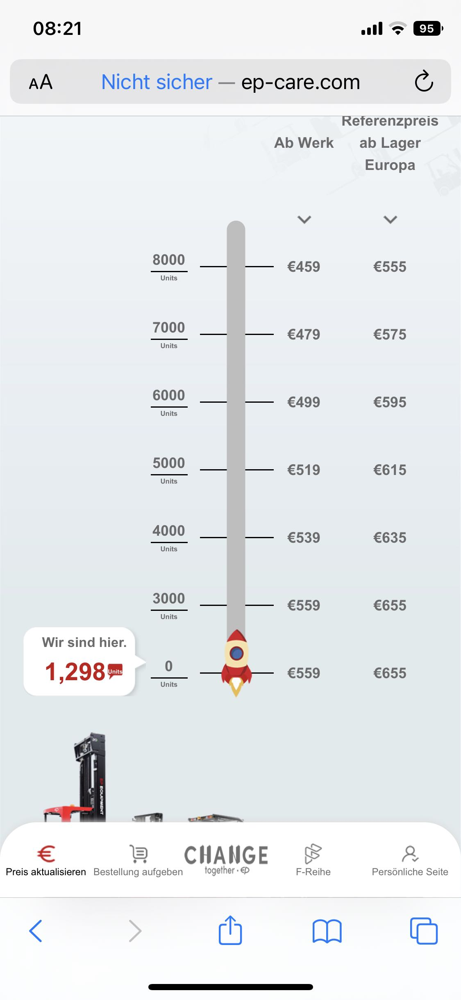 08:21
95
AA
Nicht sicher — ep-care.com
Referenzpreis
Ab Werk
ab Lager
Europa
8000
Units
€459
€555
7000
Units
€479
€575
6000
Units
€499
€595
5000
Units
€519
€615
4000
Units
€539
€635
3000
Units
€559
€655
Wir sind hier.
1,298 Units
0
Units
€559
€655
20
EP EQUIPMENT
€
Preis aktualisieren
Bestellung aufgeben
CHANGE
together · EP
F-Reihe
Persönliche Seite